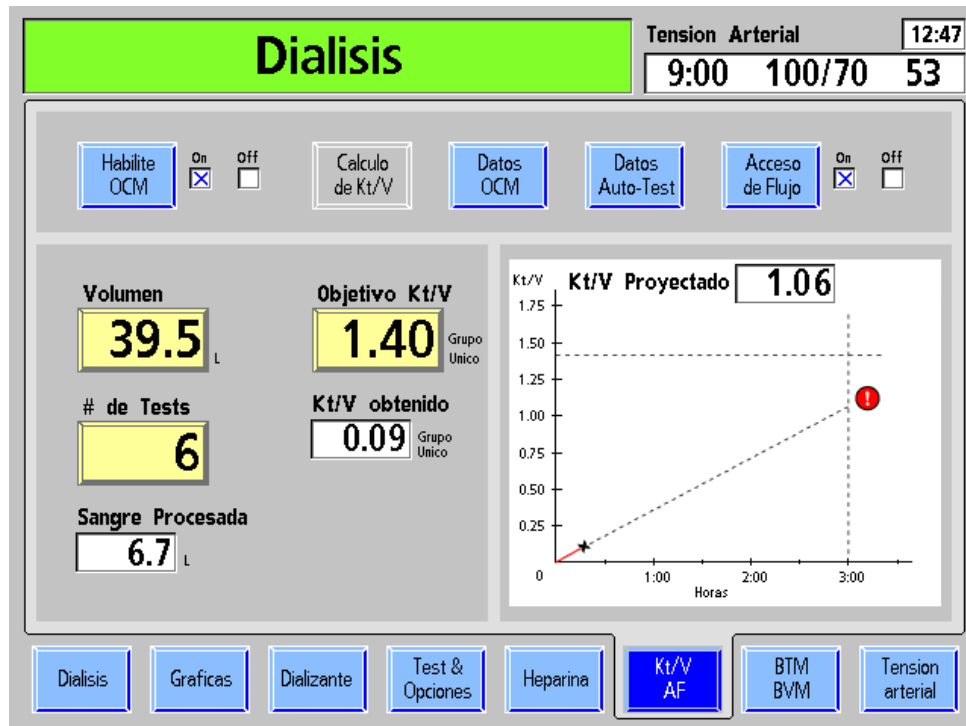 Dialisis
Tension Arterial
12:47
9:00 100/70 53
Habilite
OCM
On Off
Calculo
de Kt/V
Datos
OCM
Datos
Auto-Test
Acceso
de Flujo
On Off
Volumen
39.5 L
Objetivo Kt/V
1.40 Grupo
Unico
# de Tests
6
Kt/V obtenido
0.09 Grupo
Unico
Sangre Procesada
6.7 L
Kt/V
Kt/V Proyectado 1.06
1.75
1.50
1.25
1.00
0.75
0.50
0.25
0 1:00 2:00 3:00
Horas
!
Dialisis
Graficas
Dializante
Test &
Opciones
Heparina
Kt/V
AF
BTM
BVM
Tension
arterial